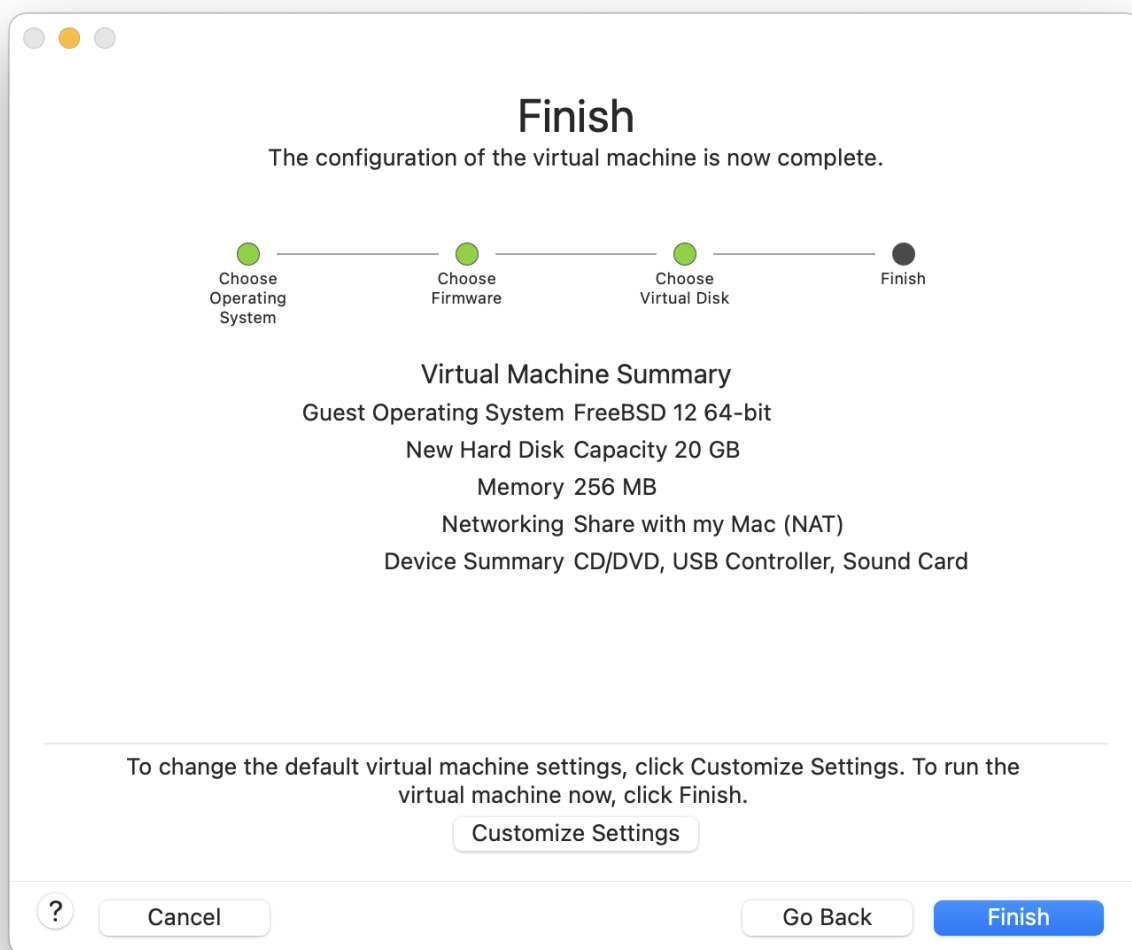 Finish
The configuration of the virtual machine is now complete.
Choose
Operating
System
Choose
Firmware
Choose
Virtual Disk
Finish
Virtual Machine Summary
Guest Operating System FreeBSD 12 64-bit
New Hard Disk Capacity 20 GB
Memory 256 MB
Networking Share with my Mac (NAT)
Device Summary CD/DVD, USB Controller, Sound Card
To change the default virtual machine settings, click Customize Settings. To run the
virtual machine now, click Finish.
Customize Settings
? Cancel Go Back Finish